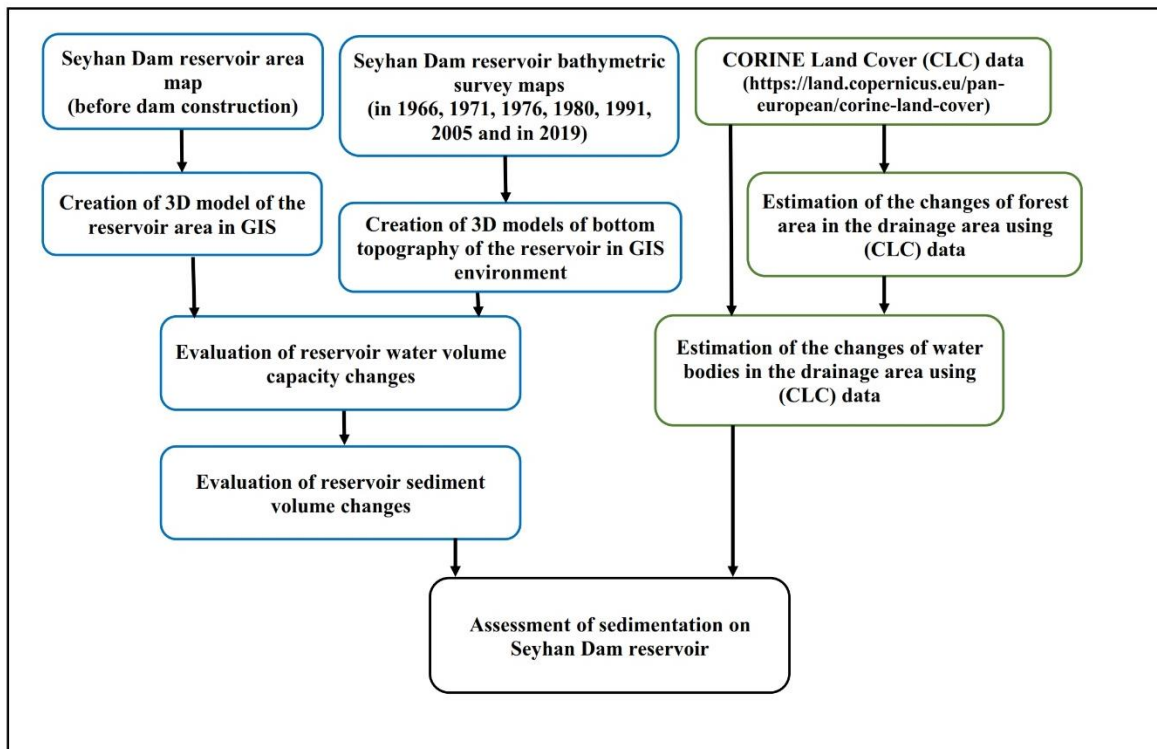 Seyhan Dam reservoir area
map
(before dam construction)
Seyhan Dam reservoir bathymetric
survey maps
(in 1966, 1971, 1976, 1980, 1991,
2005 and in 2019)
CORINE Land Cover (CLC) data
(https://land.copernicus.eu/pan-
european/corine-land-cover)
Creation of 3D model of the
reservoir area in GIS
Creation of 3D models of bottom
topography of the reservoir in GIS
environment
Estimation of the changes of forest
area in the drainage area using
(CLC) data
Evaluation of reservoir water volume
capacity changes
Estimation of the changes of water
bodies in the drainage area using
(CLC) data
Evaluation of reservoir sediment
volume changes
Assessment of sedimentation on
Seyhan Dam reservoir